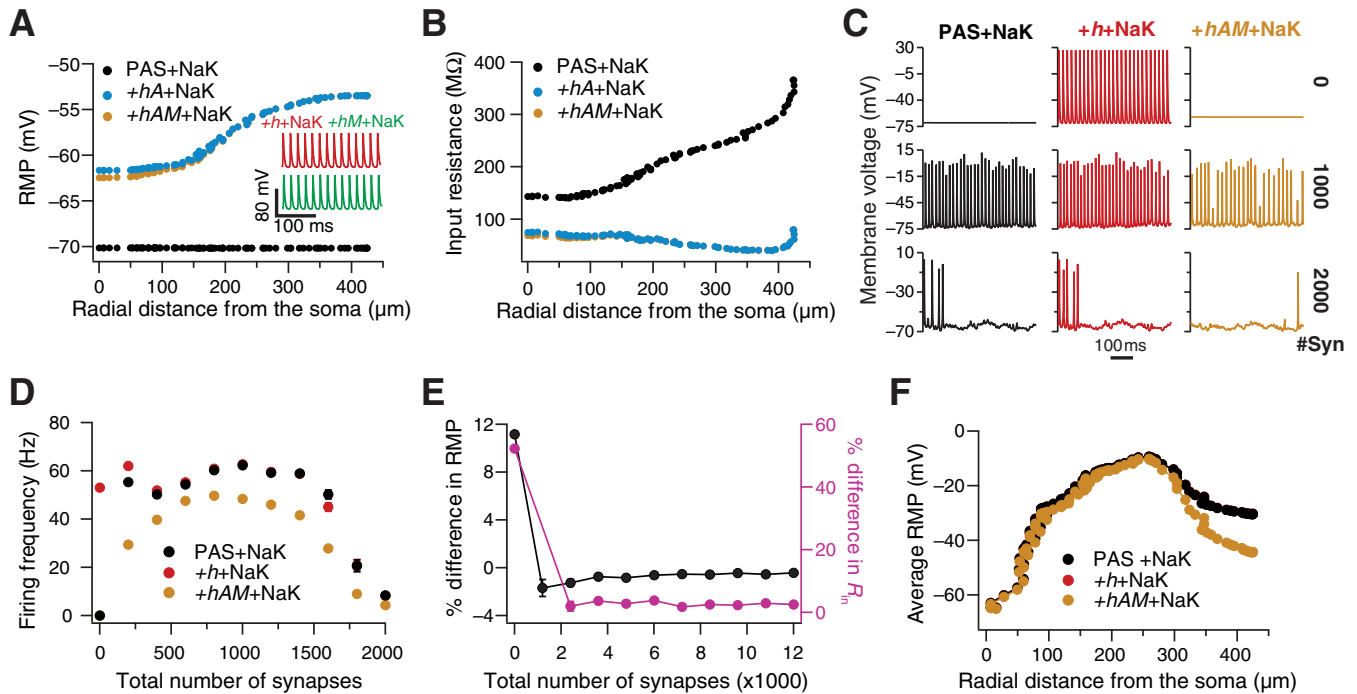 A
RMP (mV)
−50
−55
−60
−65
−70
PAS+NaK
+hA+NaK
+hAM+NaK
+h+NaK +hM+NaK
80 mV
100 ms
0 100 200 300 400
Radial distance from the soma (µm)
B
Input resistance (MΩ)
400
300
200
100
PAS+NaK
+hA+NaK
+hAM+NaK
0 100 200 300 400
Radial distance from the soma (µm)
C
PAS+NaK +h+NaK +hAM+NaK
Membrane voltage (mV)
30
−5
−40
−75
0
15
−15
−45
−75
1000
10
−30
−70
2000
#Syn
100 ms
D
Firing frequency (Hz)
80
60
40
20
0
PAS+NaK
+h+NaK
+hAM+NaK
0 500 1000 1500 2000
Total number of synapses
E
% difference in RMP
12
8
4
0
−4
60
40
20
0
% difference in Rin
0 2 4 6 8 10 12
Total number of synapses (x1000)
F
Average RMP (mV)
0
−20
−40
−60
PAS +NaK
+h+NaK
+hAM+NaK
0 100 200 300 400
Radial distance from the soma (µm)